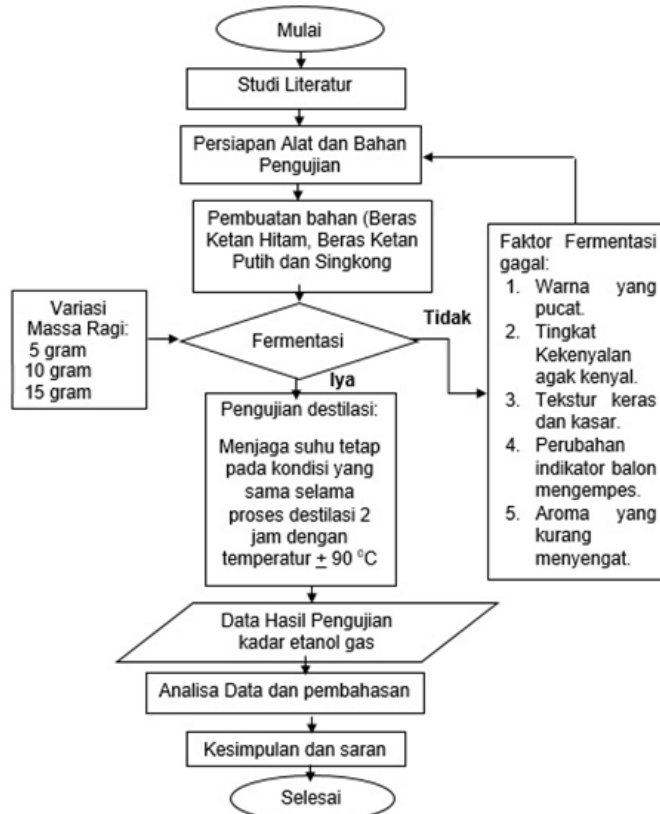 Mulai
Studi Literatur
Persiapan Alat dan Bahan
Pengujian
Pembuatan bahan (Beras
Ketan Hitam, Beras Ketan
Putih dan Singkong
Variasi
Massa Ragi:
5 gram
10 gram
15 gram
Fermentasi
Tidak
Iya
Faktor Fermentasi
gagal:
1. Warna yang
pucat.
2. Tingkat
Kekenyalan
agak kenyal.
3. Tekstur keras
dan kasar.
4. Perubahan
indikator balon
mengempes.
5. Aroma yang
kurang
menyengat.
Pengujian destilasi:
Menjaga suhu tetap
pada kondisi yang
sama selama
proses destilasi 2
jam dengan
temperatur ± 90 ⁰C
Data Hasil Pengujian
kadar etanol gas
Analisa Data dan pembahasan
Kesimpulan dan saran
Selesai